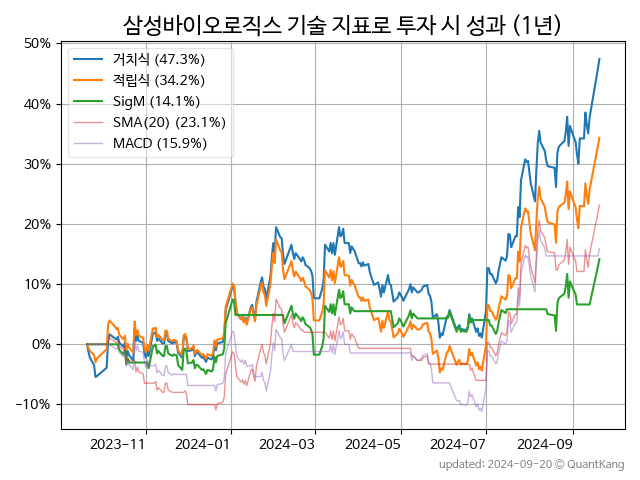 삼성바이오로직스 기술 지표로 투자 시 성과 (1년)
거치식 (47.3%)
적립식 (34.2%)
SigM (14.1%)
SMA(20) (23.1%)
MACD (15.9%)
50%
40%
30%
20%
10%
0%
−10%
2023-11 2024-01 2024-03 2024-05 2024-07 2024-09
updated: 2024-09-20 © QuantKang